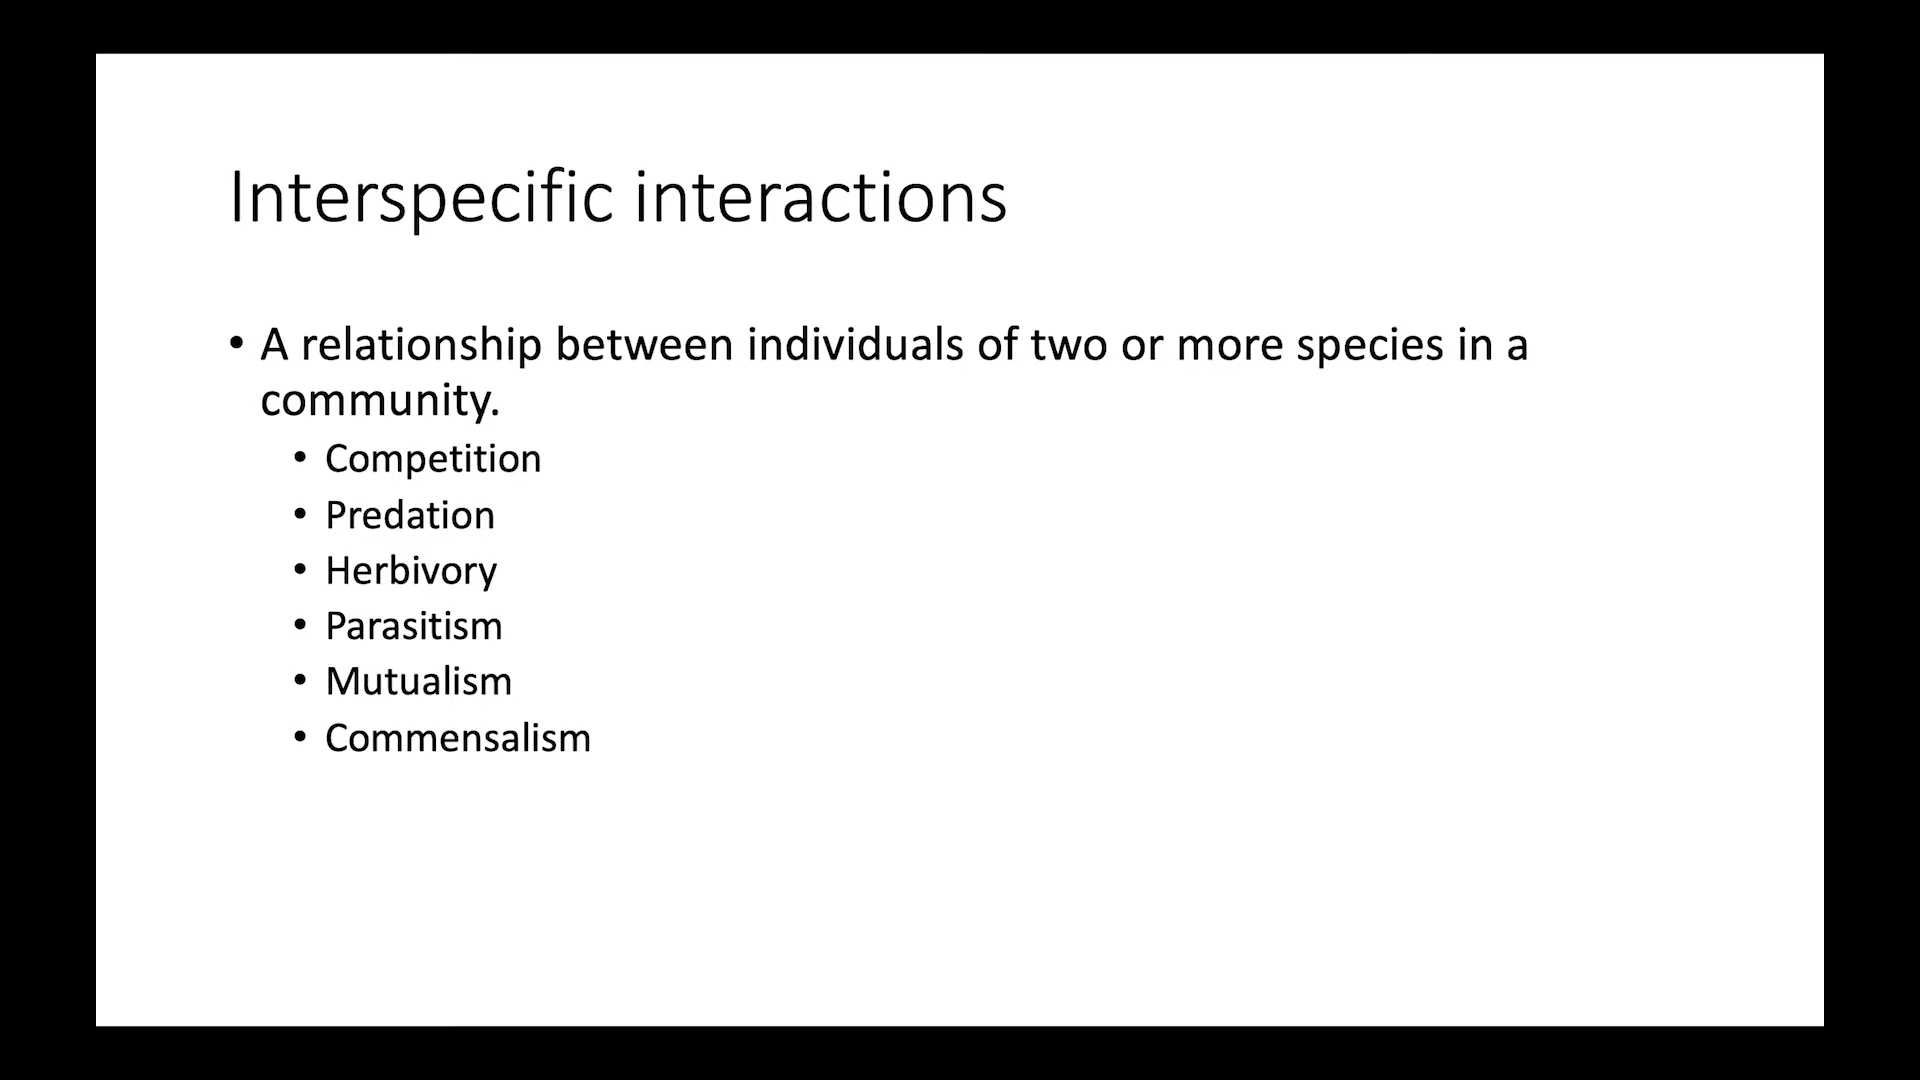 Interspecific interactions
• A relationship between individuals of two or more species in a
community.
• Competition
• Predation
• Herbivory
• Parasitism
• Mutualism
• Commensalism